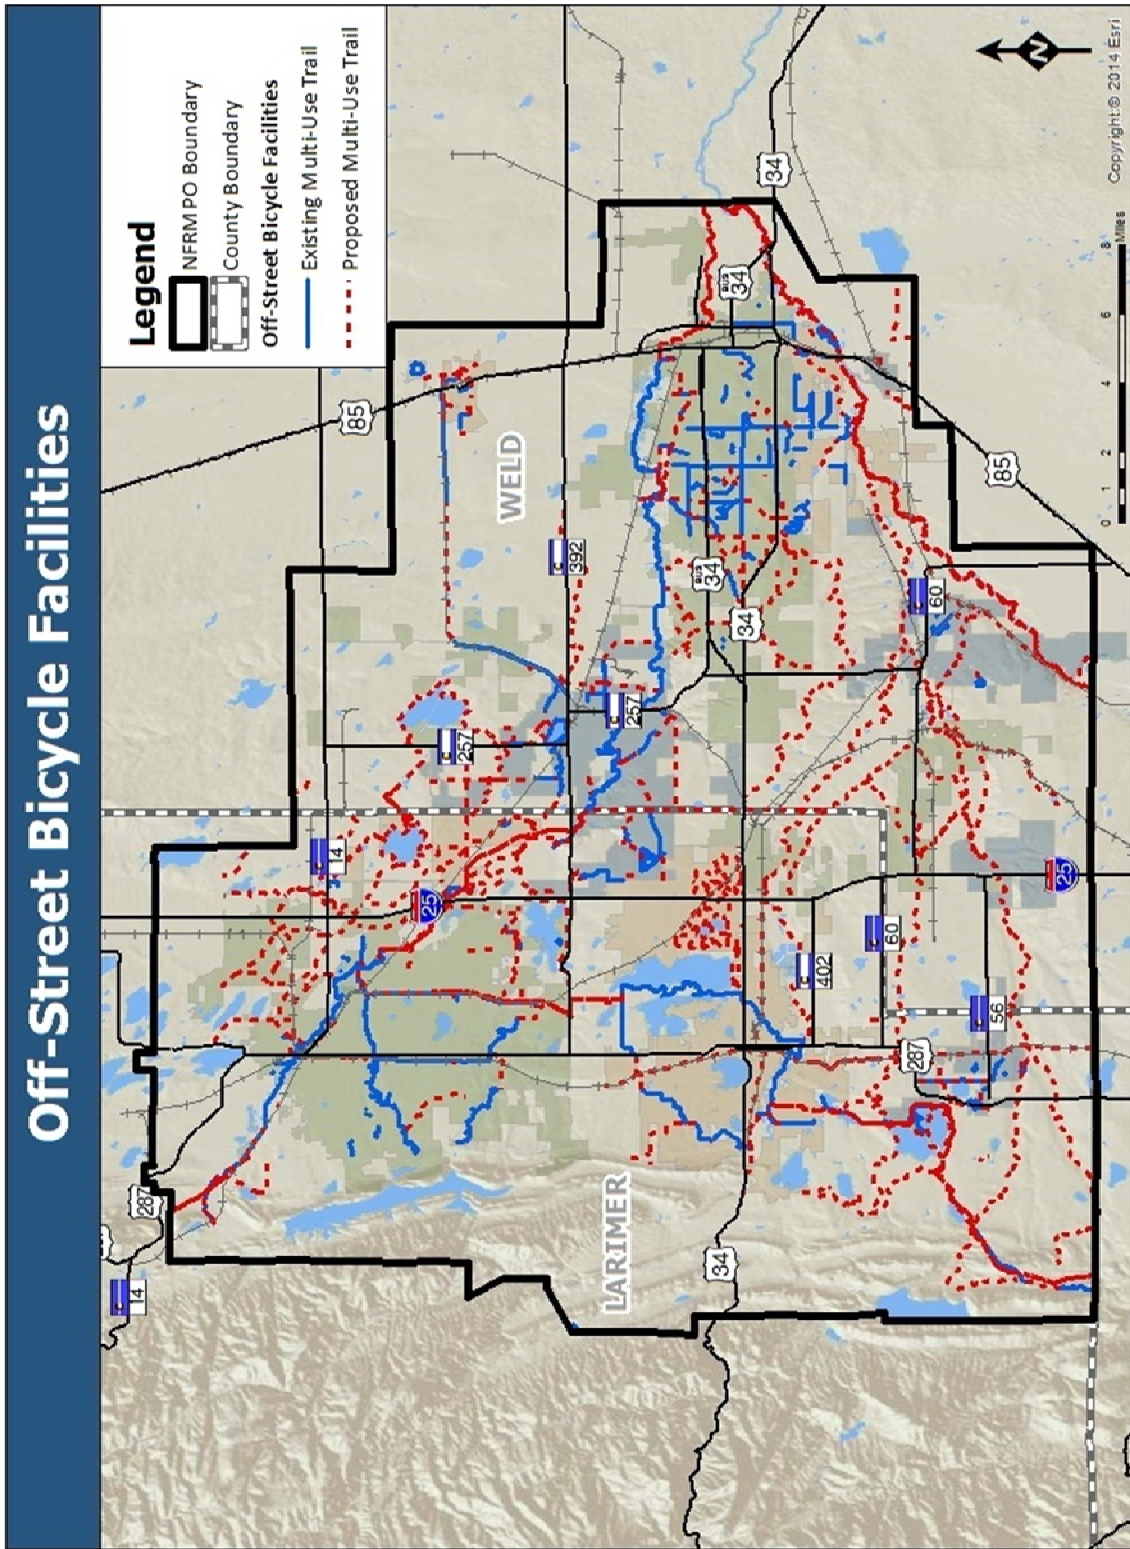 Off-Street Bicycle Facilities
Legend
NFRMPO Boundary
County Boundary
Off-Street Bicycle Facilities
Existing Multi-Use Trail
Proposed Multi-Use Trail
14
287
14
85
25
257
WELD
392
257
LARIMER
34
BUS
34
34
BUS
34
34
402
60
60
287
56
25
85
N
0 1 2 4 6 8
Miles
Copyright:© 2014 Esri